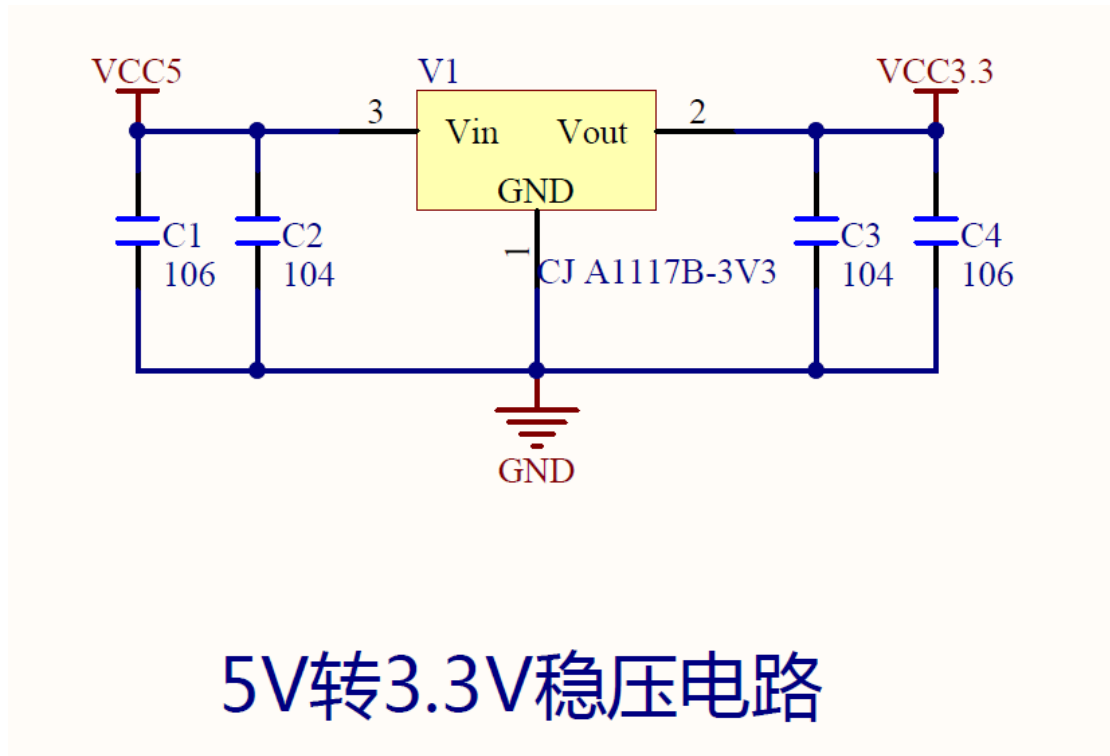 VCC5
V1
VCC3.3
3
Vin
Vout
2
GND
1
C1
106
C2
104
CJ A1117B-3V3
C3
104
C4
106
GND
5V转3.3V稳压电路